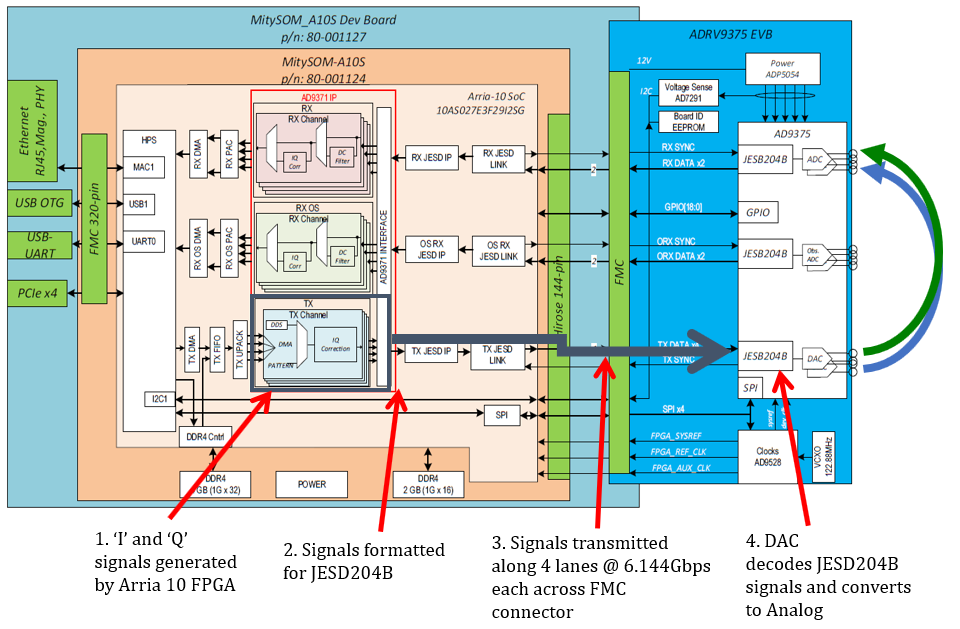 MitySOM_A10S Dev Board
p/n: 80-001127
ADRV9375 EVB
MitySOM-A10S
p/n: 80-001124
Arria-10 SoC
10AS027E3F29I2SG
Ethernet
RJ45,Mag., PHY
USB OTG
USB-
UART
PCIe x4
FMC 320-pin
HPS
MAC1
USB1
UART0
I2C1
RX DMA
RX PAC
RX OS DMA
RX OS PAC
TX DMA
TX FIFO
TX UPACK
AD9371 IP
RX
RX Channel
IQ
Corr
DC
Filter
RX OS
RX Channel
IQ
Corr
DC
Filter
AD9371 INTERFACE
TX
TX Channel
DDS
DMA
PATTERN
IQ
Correction
RX JESD IP
RX JESD
LINK
OS RX
JESD IP
OS RX
JESD LINK
TX JESD IP
TX JESD
LINK
SPI
DDR4 Cntrl
DDR4
GB (1G x 32)
POWER
DDR4
2 GB (1G x 16)
144-pin
FMC
2
2
12V
I2C
Power
ADP5054
Voltage Sense
AD7291
Board ID
EEPROM
AD9375
RX SYNC
RX DATA x2
JESB204B
ADC
GPIO[18:0]
GPIO
ORX SYNC
ORX DATA x2
JESB204B
Obs.
ADC
TX DATA
TX SYNC
JESB204B
DAC
SPI
SPI x4
FPGA_SYSREF
FPGA_REF_CLK
FPGA_AUX_CLK
Clocks
AD9528
VCXO
122.88MHz
1. ‘I’ and ‘Q’
signals generated
by Arria 10 FPGA
2. Signals formatted
for JESD204B
3. Signals transmitted
along 4 lanes @ 6.144Gbps
each across FMC
connector
4. DAC
decodes JESD204B
signals and converts
to Analog